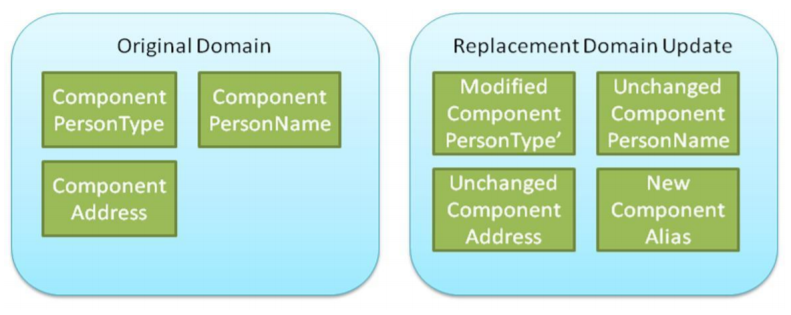 Original Domain
Component
PersonType
Component
PersonName
Component
Address
Replacement Domain Update
Modified
Component
PersonType’
Unchanged
Component
PersonName
Unchanged
Component
Address
New
Component
Alias